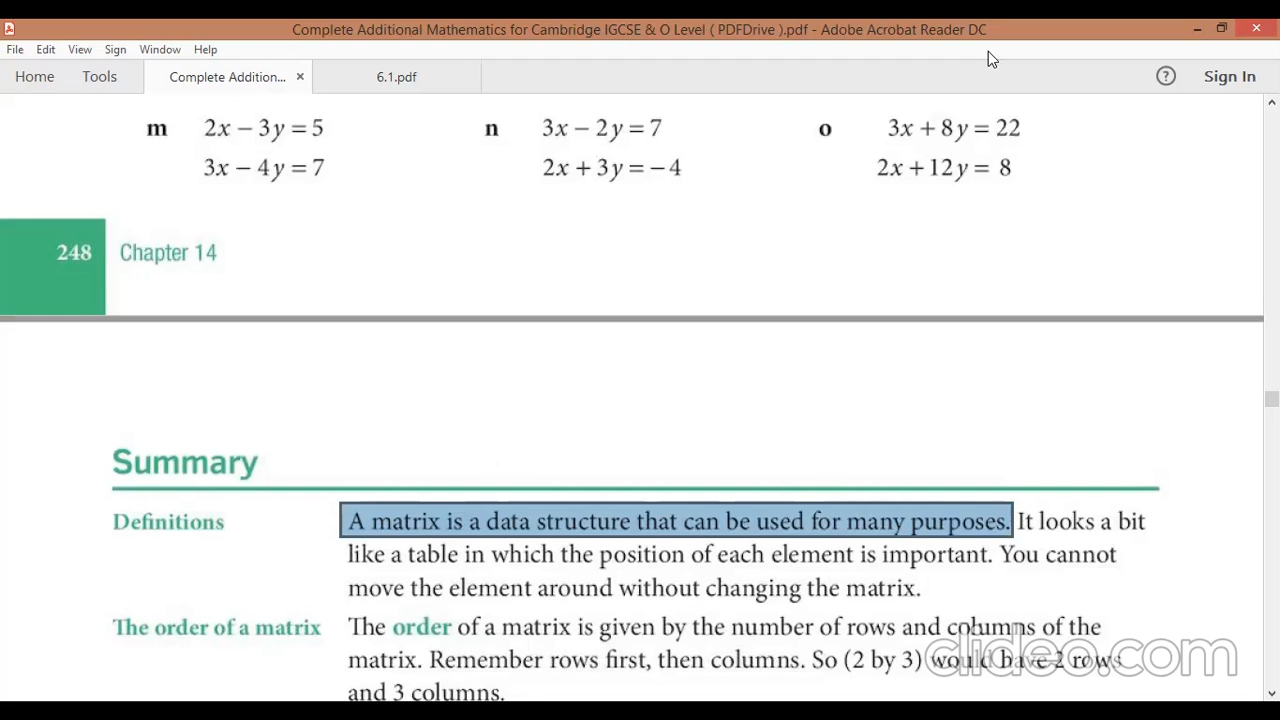 Complete Additional Mathematics for Cambridge IGCSE & O Level ( PDFDrive ).pdf - Adobe Acrobat Reader DC
File Edit View Sign Window Help
Home Tools Complete Addition... × 6.1.pdf ? Sign In
m 2x − 3y = 5 n 3x − 2y = 7 o 3x + 8y = 22
3x − 4y = 7 2x + 3y = −4 2x + 12y = 8
248 Chapter 14
Summary
Definitions A matrix is a data structure that can be used for many purposes. It looks a bit
like a table in which the position of each element is important. You cannot
move the element around without changing the matrix.
The order of a matrix The order of a matrix is given by the number of rows and columns of the
matrix. Remember rows first, then columns. So (2 by 3) would have 2 rows
and 3 columns.
clideo.com